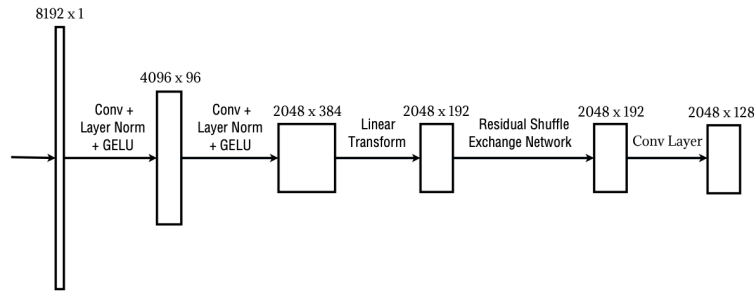 8192 x 1
4096 x 96
Conv +
Layer Norm
+ GELU
Conv +
Layer Norm
+ GELU
2048 x 384
Linear
Transform
2048 x 192
Residual Shuffle
Exchange Network
2048 x 192
Conv Layer
2048 x 128